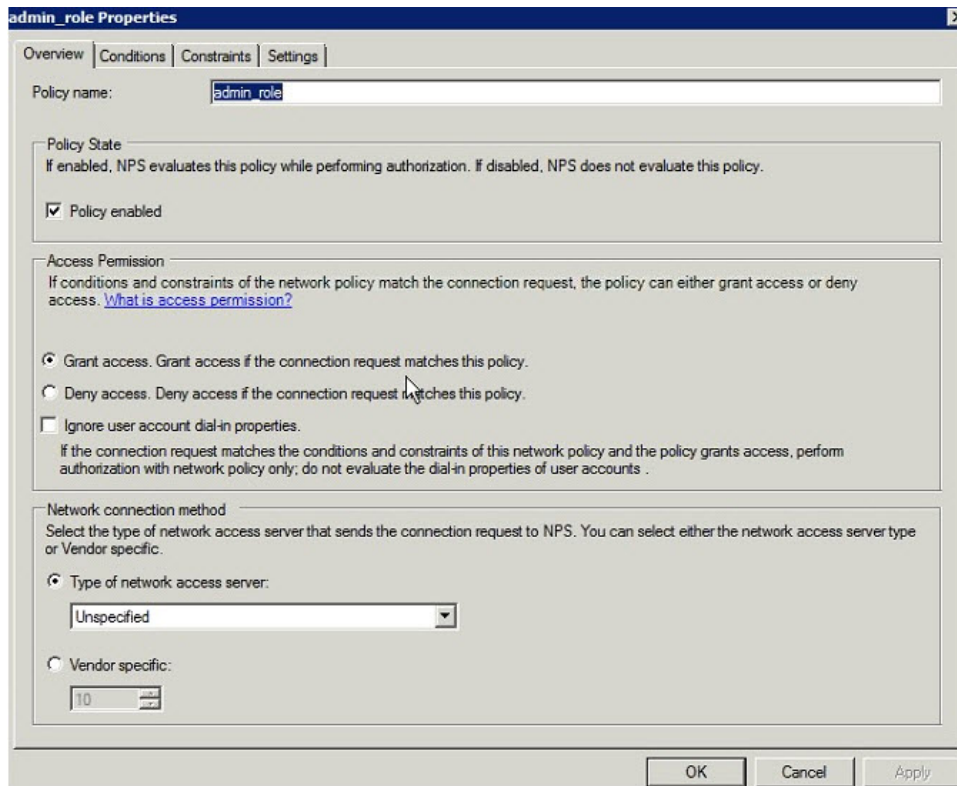 admin_role Properties
Overview Conditions Constraints Settings
Policy name: admin_role
Policy State
If enabled, NPS evaluates this policy while performing authorization. If disabled, NPS does not evaluate this policy.
Policy enabled
Access Permission
If conditions and constraints of the network policy match the connection request, the policy can either grant access or deny
access. What is access permission?
Grant access. Grant access if the connection request matches this policy.
Deny access. Deny access if the connection request matches this policy.
Ignore user account dial-in properties.
If the connection request matches the conditions and constraints of this network policy and the policy grants access, perform
authorization with network policy only; do not evaluate the dial-in properties of user accounts .
Network connection method
Select the type of network access server that sends the connection request to NPS. You can select either the network access server type
or Vendor specific.
Type of network access server:
Unspecified
Vendor specific:
10
OK Cancel Apply